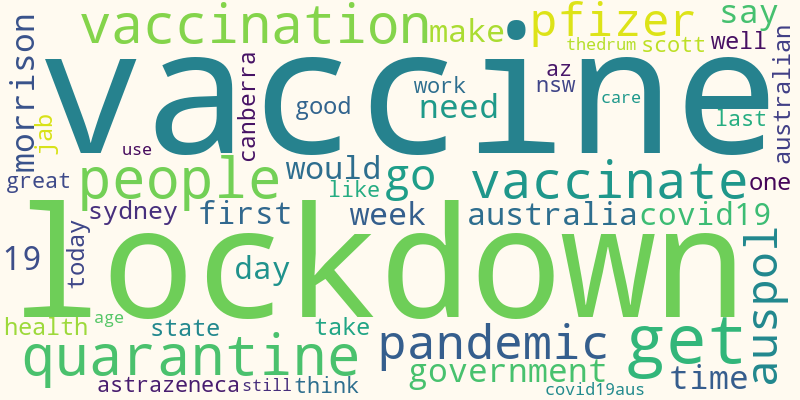 vaccination
make
pfizer
say
thedrum
scott
well
morrison
vaccine
canberra
az
nsw
australian
work
good
need
care
last
jab
use
great
people
would
like
go
vaccinate
one
sydney
first
week
australia
covid19
lockdown
19
today
day
auspol
health
age
state
take
quarantine
pandemic
get
government
time
astrazeneca
still
think
covid19aus